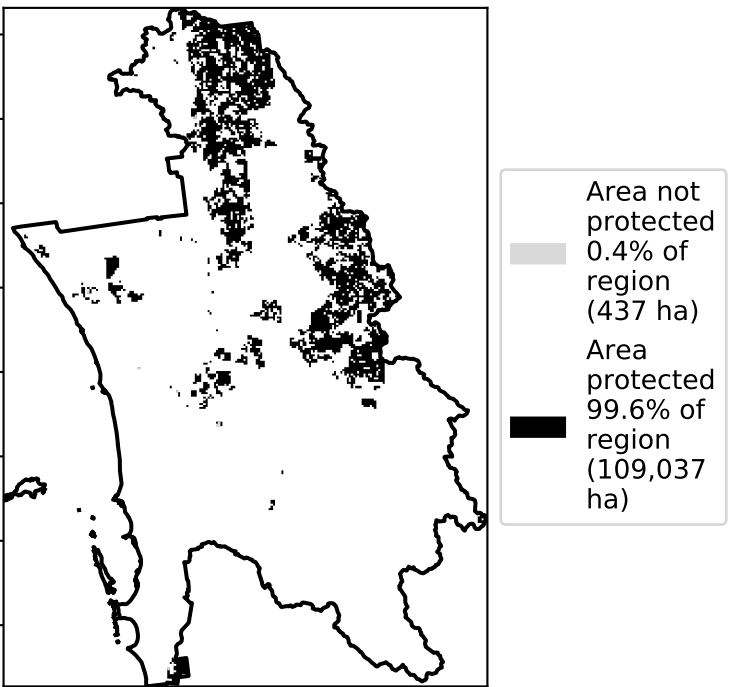 Area not
protected
0.4% of
region
(437 ha)
Area
protected
99.6% of
region
(109,037
ha)